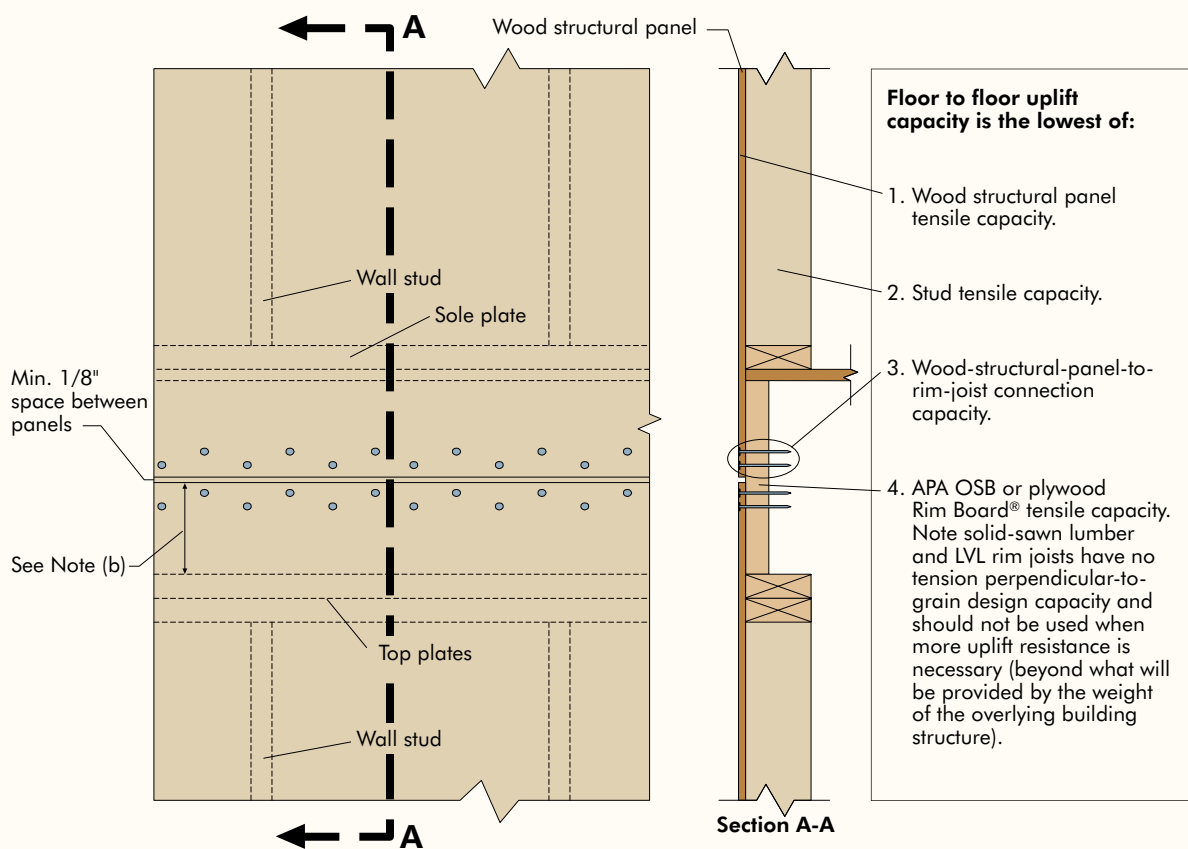 A
Wood structural panel
Wall stud
Sole plate
Min. 1/8"
space between
panels
See Note (b)
Top plates
Wall stud
A
Section A-A
Floor to floor uplift
capacity is the lowest of:
1. Wood structural panel
tensile capacity.
2. Stud tensile capacity.
3. Wood-structural-panel-to-
rim-joist connection
capacity.
4. APA OSB or plywood
Rim Board® tensile capacity.
Note solid-sawn lumber
and LVL rim joists have no
tension perpendicular-to-
grain design capacity and
should not be used when
more uplift resistance is
necessary (beyond what will
be provided by the weight
of the overlying building
structure).